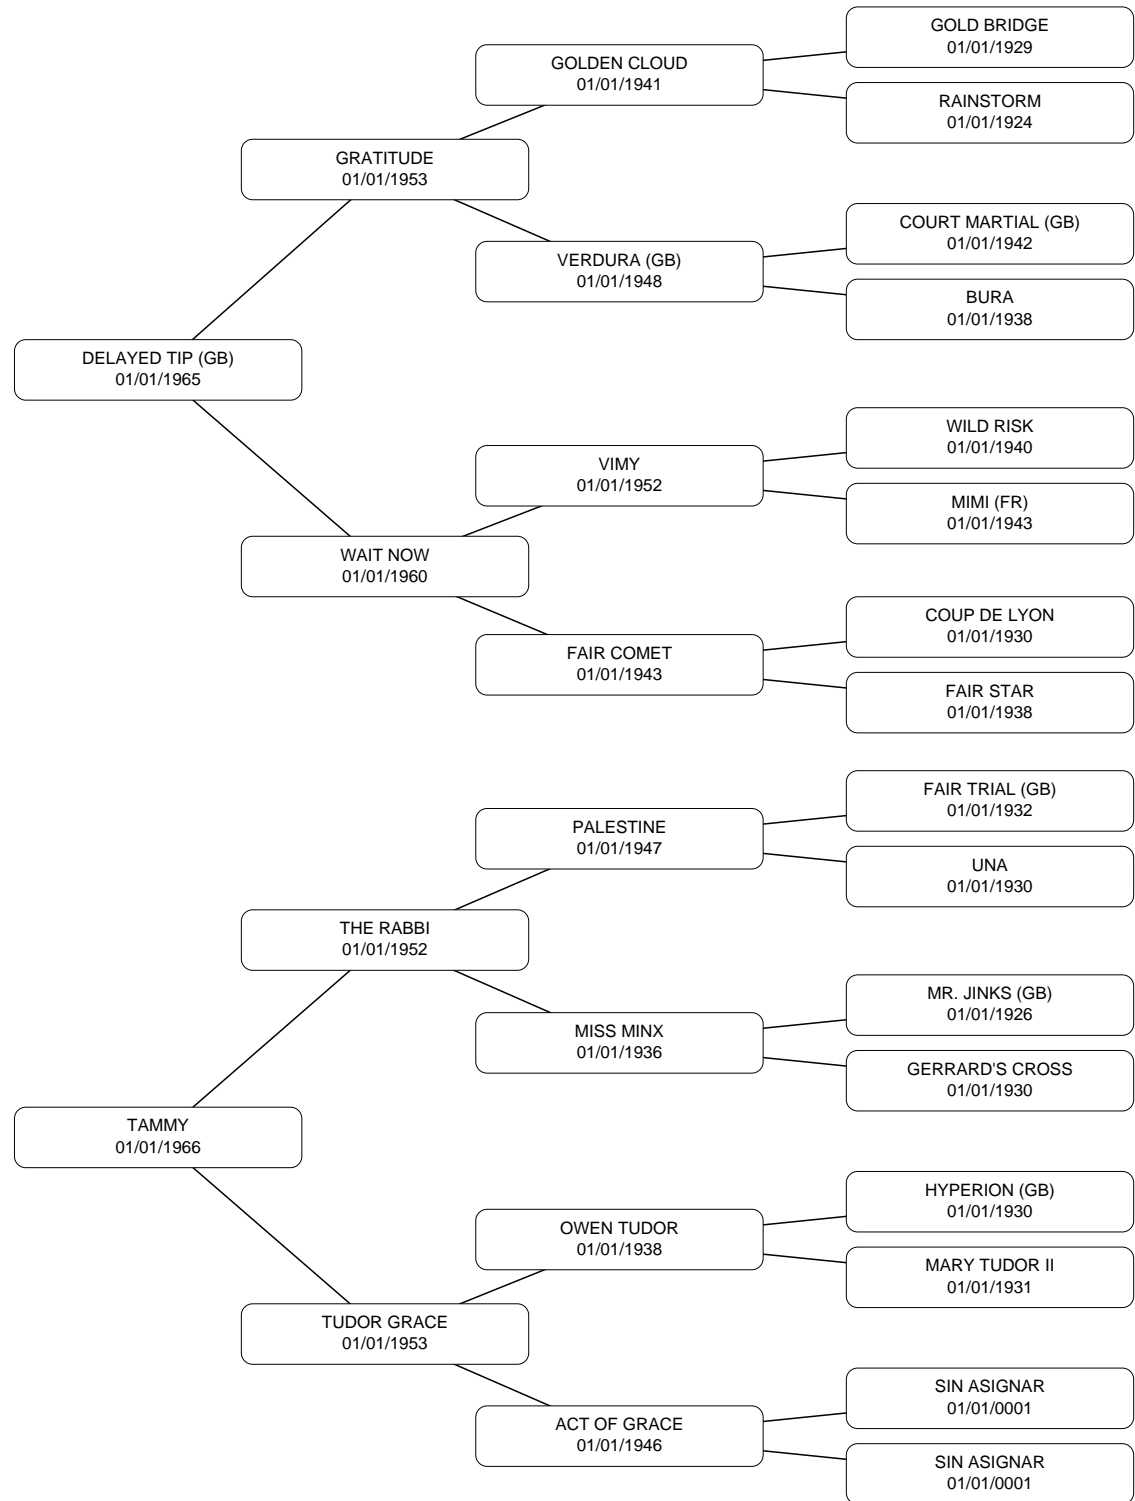 GOLD BRIDGE
01/01/1929
GOLDEN CLOUD
01/01/1941
RAINSTORM
01/01/1924
GRATITUDE
01/01/1953
COURT MARTIAL (GB)
01/01/1942
VERDURA (GB)
01/01/1948
BURA
01/01/1938
DELAYED TIP (GB)
01/01/1965
WILD RISK
01/01/1940
VIMY
01/01/1952
MIMI (FR)
01/01/1943
WAIT NOW
01/01/1960
COUP DE LYON
01/01/1930
FAIR COMET
01/01/1943
FAIR STAR
01/01/1938
FAIR TRIAL (GB)
01/01/1932
PALESTINE
01/01/1947
UNA
01/01/1930
THE RABBI
01/01/1952
MR. JINKS (GB)
01/01/1926
MISS MINX
01/01/1936
GERRARD'S CROSS
01/01/1930
TAMMY
01/01/1966
HYPERION (GB)
01/01/1930
OWEN TUDOR
01/01/1938
MARY TUDOR II
01/01/1931
TUDOR GRACE
01/01/1953
SIN ASIGNAR
01/01/0001
ACT OF GRACE
01/01/1946
SIN ASIGNAR
01/01/0001